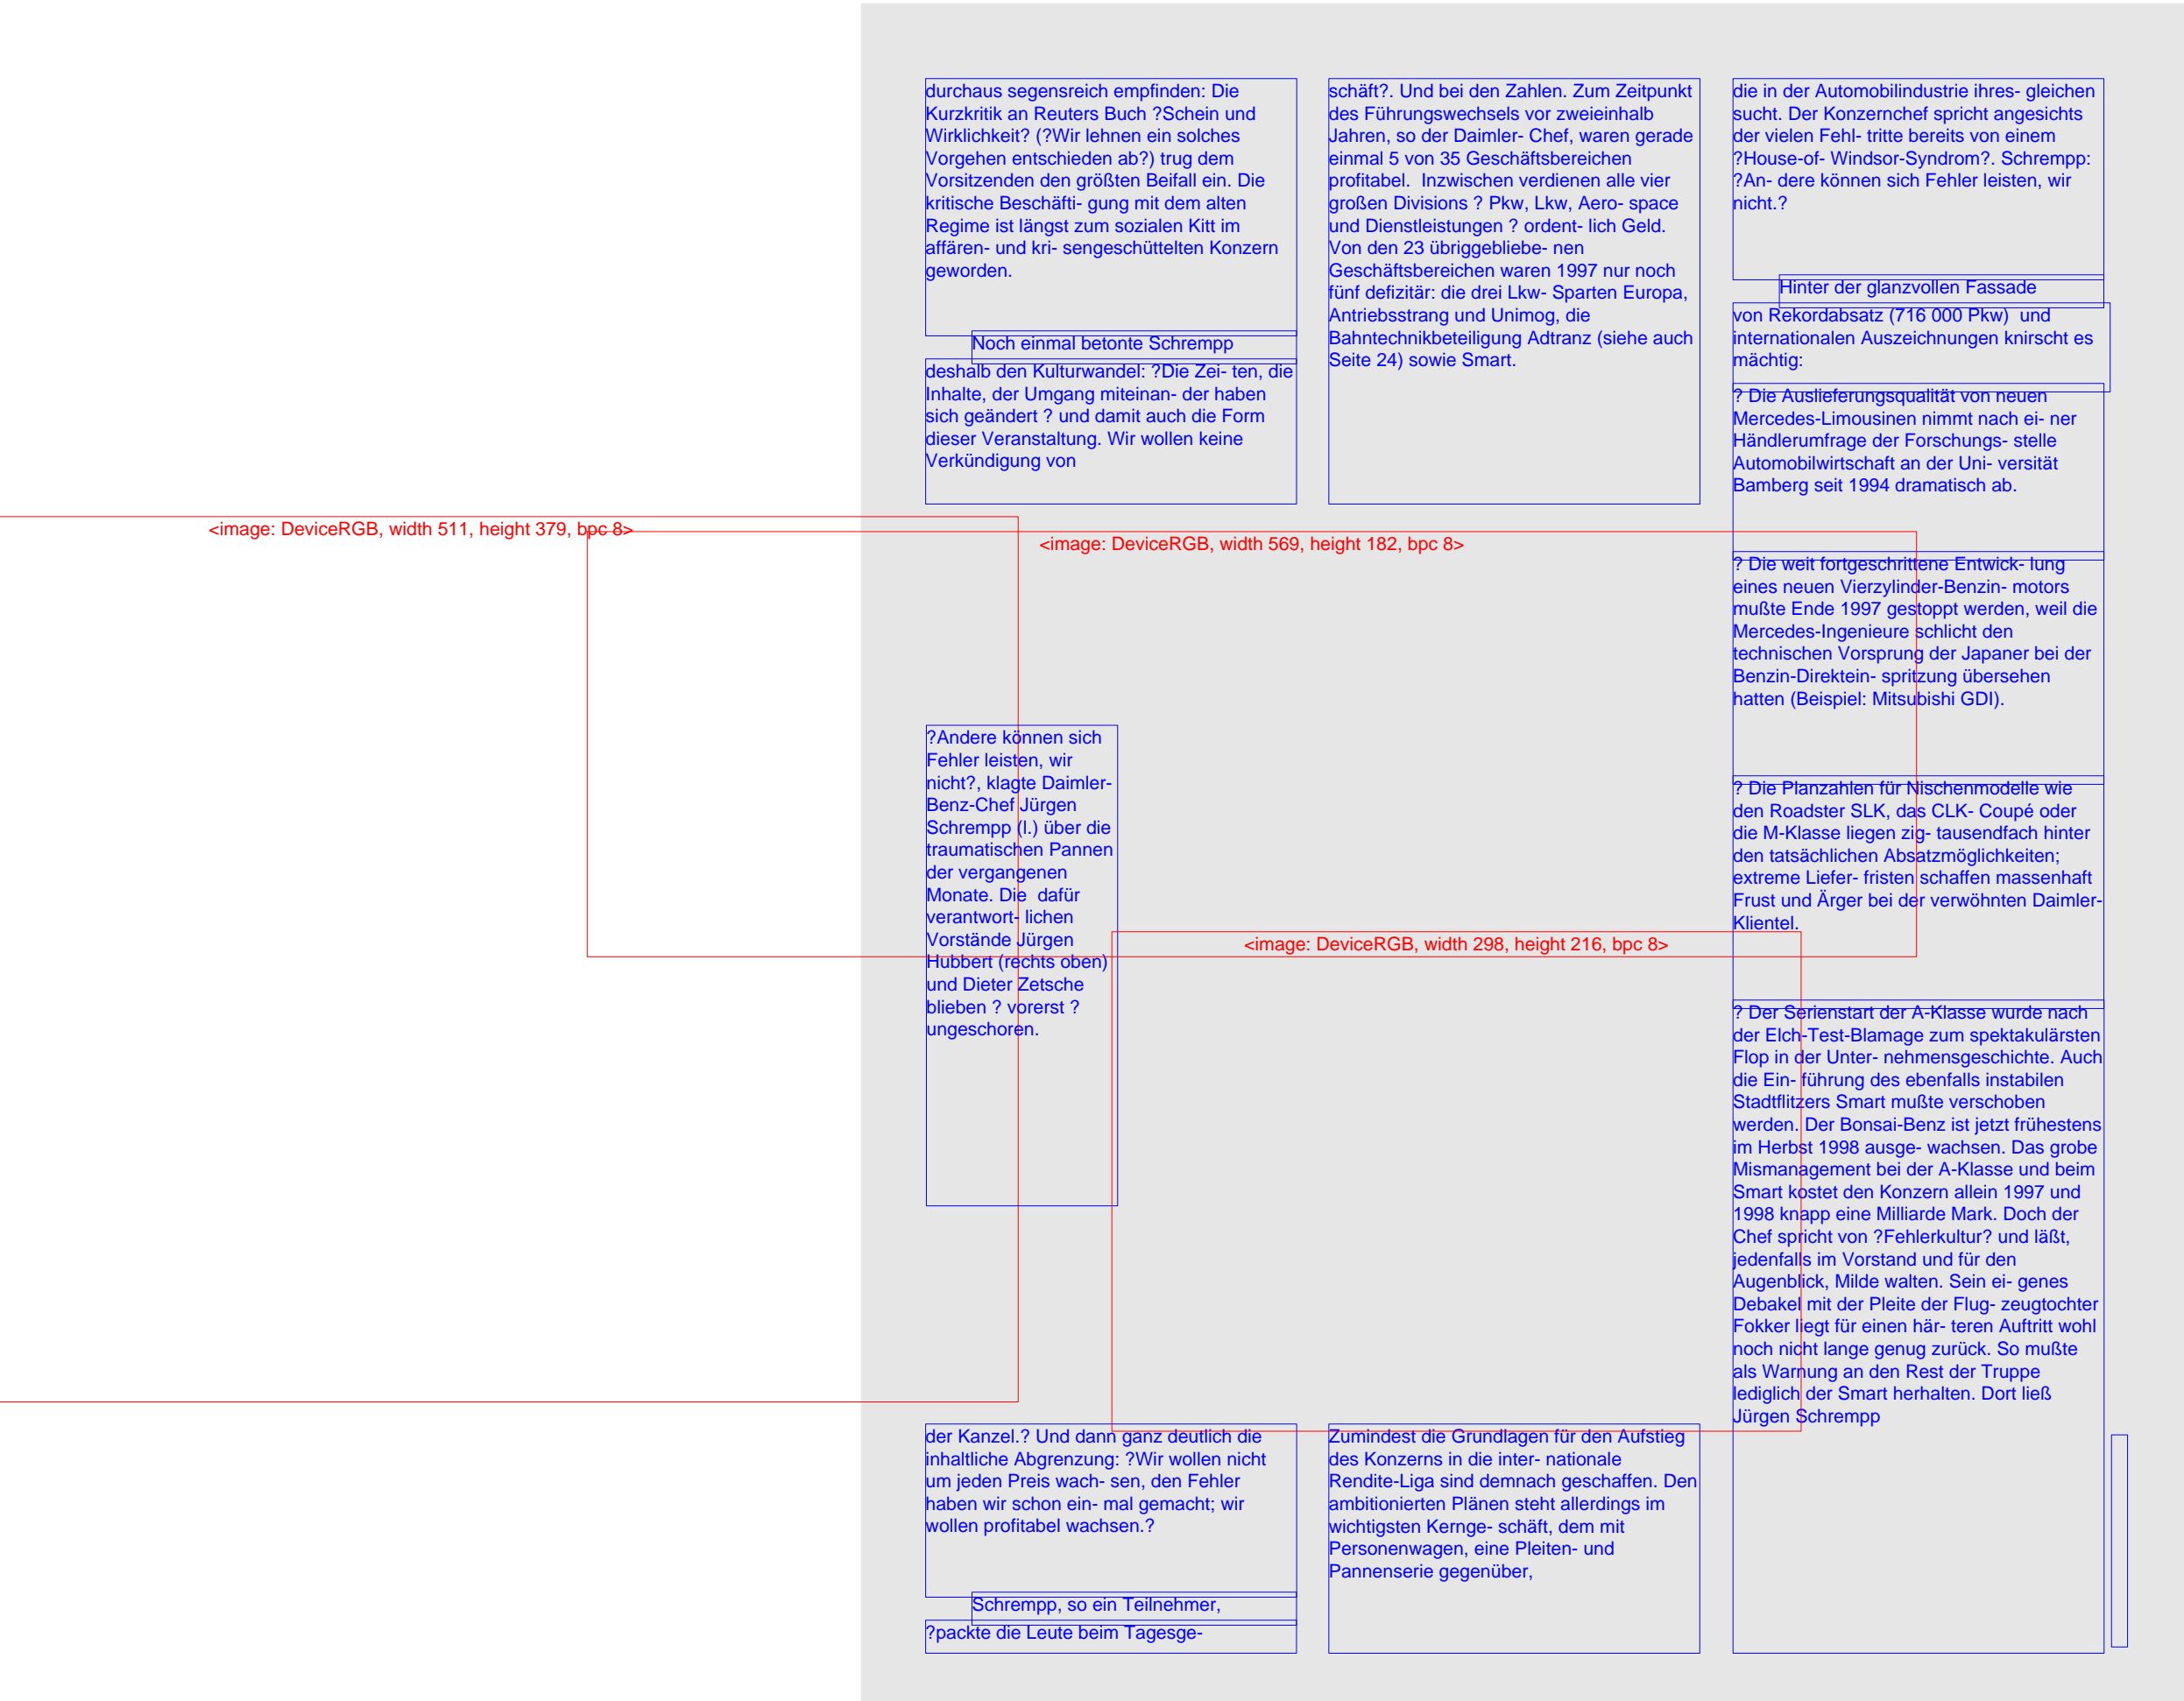 durchaus segensreich empfinden: Die
Kurzkritik an Reuters Buch ?Schein und
Wirklichkeit? (?Wir lehnen ein solches
Vorgehen entschieden ab?) trug dem
Vorsitzenden den größten Beifall ein. Die
kritische Beschäfti- gung mit dem alten
Regime ist längst zum sozialen Kitt im
affären- und kri- sengeschüttelten Konzern
geworden.
Noch einmal betonte Schrempp
deshalb den Kulturwandel: ?Die Zei- ten, die
Inhalte, der Umgang miteinan- der haben
sich geändert ? und damit auch die Form
dieser Veranstaltung. Wir wollen keine
Verkündigung von
<image: DeviceRGB, width 511, height 379, bpc 8>
<image: DeviceRGB, width 569, height 182, bpc 8>
?Andere können sich
Fehler leisten, wir
nicht?, klagte Daimler-
Benz-Chef Jürgen
Schrempp (l.) über die
traumatischen Pannen
der vergangenen
Monate. Die  dafür
verantwort- lichen
Vorstände Jürgen
Hubbert (rechts oben)
und Dieter Zetsche
blieben ? vorerst ?
ungeschoren.
<image: DeviceRGB, width 298, height 216, bpc 8>
der Kanzel.? Und dann ganz deutlich die
inhaltliche Abgrenzung: ?Wir wollen nicht
um jeden Preis wach- sen, den Fehler
haben wir schon ein- mal gemacht; wir
wollen profitabel wachsen.?
Schrempp, so ein Teilnehmer,
?packte die Leute beim Tagesge-
schäft?. Und bei den Zahlen. Zum Zeitpunkt
des Führungswechsels vor zweieinhalb
Jahren, so der Daimler- Chef, waren gerade
einmal 5 von 35 Geschäftsbereichen
profitabel.  Inzwischen verdienen alle vier
großen Divisions ? Pkw, Lkw, Aero- space
und Dienstleistungen ? ordent- lich Geld.
Von den 23 übriggebliebe- nen
Geschäftsbereichen waren 1997 nur noch
fünf defizitär: die drei Lkw- Sparten Europa,
Antriebsstrang und Unimog, die
Bahntechnikbeteiligung Adtranz (siehe auch
Seite 24) sowie Smart.
Zumindest die Grundlagen für den Aufstieg
des Konzerns in die inter- nationale
Rendite-Liga sind demnach geschaffen. Den
ambitionierten Plänen steht allerdings im
wichtigsten Kernge- schäft, dem mit
Personenwagen, eine Pleiten- und
Pannenserie gegenüber,
die in der Automobilindustrie ihres- gleichen
sucht. Der Konzernchef spricht angesichts
der vielen Fehl- tritte bereits von einem
?House-of- Windsor-Syndrom?. Schrempp:
?An- dere können sich Fehler leisten, wir
nicht.?
Hinter der glanzvollen Fassade
von Rekordabsatz (716 000 Pkw)  und
internationalen Auszeichnungen knirscht es
mächtig:
? Die Auslieferungsqualität von neuen
Mercedes-Limousinen nimmt nach ei- ner
Händlerumfrage der Forschungs- stelle
Automobilwirtschaft an der Uni- versität
Bamberg seit 1994 dramatisch ab.
? Die weit fortgeschrittene Entwick- lung
eines neuen Vierzylinder-Benzin- motors
mußte Ende 1997 gestoppt werden, weil die
Mercedes-Ingenieure schlicht den
technischen Vorsprung der Japaner bei der
Benzin-Direktein- spritzung übersehen
hatten (Beispiel: Mitsubishi GDI).
? Die Planzahlen für Nischenmodelle wie
den Roadster SLK, das CLK- Coupé oder
die M-Klasse liegen zig- tausendfach hinter
den tatsächlichen Absatzmöglichkeiten;
extreme Liefer- fristen schaffen massenhaft
Frust und Ärger bei der verwöhnten Daimler-
Klientel.
? Der Serienstart der A-Klasse wurde nach
der Elch-Test-Blamage zum spektakulärsten
Flop in der Unter- nehmensgeschichte. Auch
die Ein- führung des ebenfalls instabilen
Stadtflitzers Smart mußte verschoben
werden. Der Bonsai-Benz ist jetzt frühestens
im Herbst 1998 ausge- wachsen. Das grobe
Mismanagement bei der A-Klasse und beim
Smart kostet den Konzern allein 1997 und
1998 knapp eine Milliarde Mark. Doch der
Chef spricht von ?Fehlerkultur? und läßt,
jedenfalls im Vorstand und für den
Augenblick, Milde walten. Sein ei- genes
Debakel mit der Pleite der Flug- zeugtochter
Fokker liegt für einen här- teren Auftritt wohl
noch nicht lange genug zurück. So mußte
als Warnung an den Rest der Truppe
lediglich der Smart herhalten. Dort ließ
Jürgen Schrempp